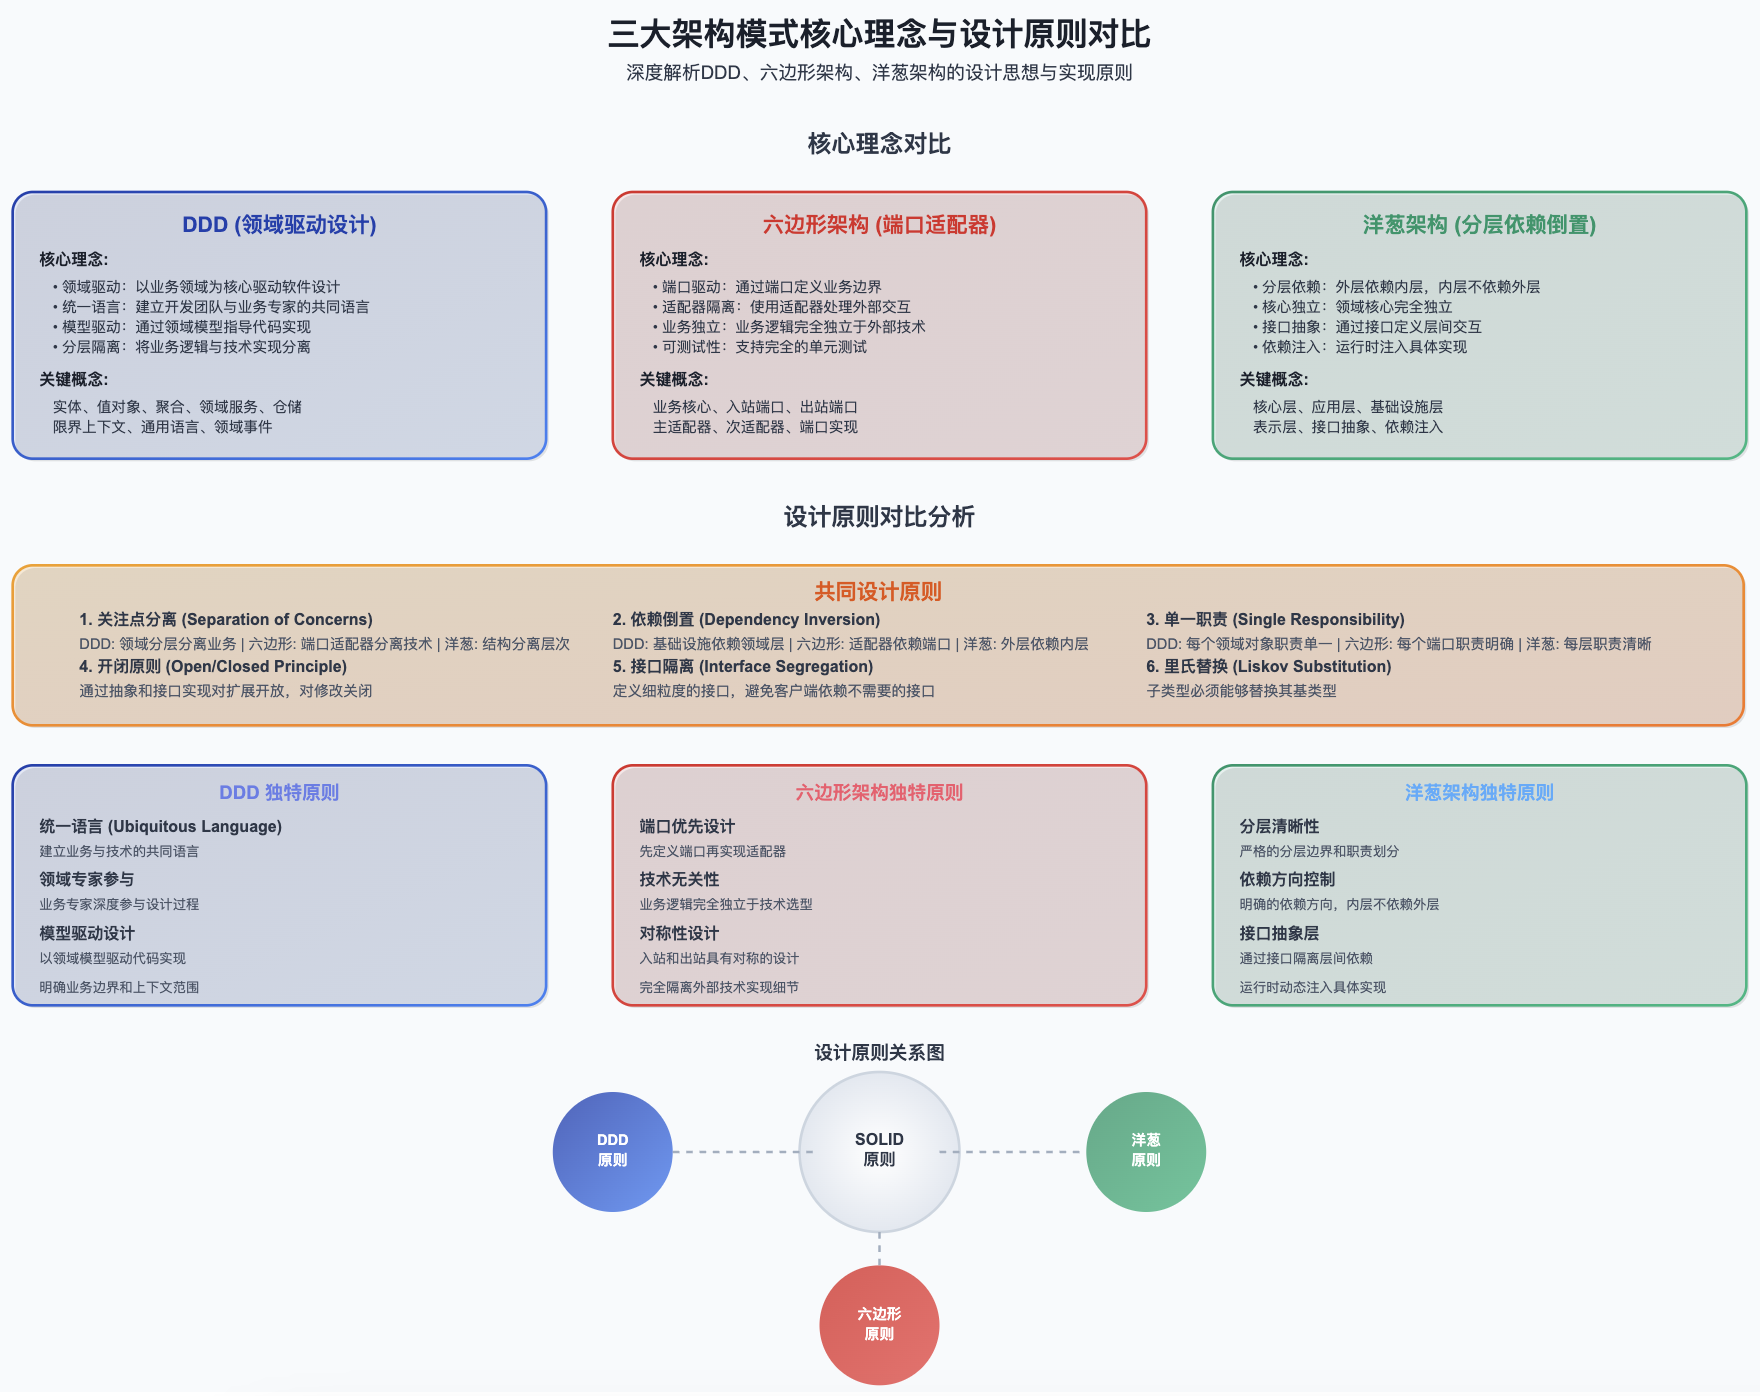 三大架构模式核心理念与设计原则对比
深度解析DDD、六边形架构、洋葱架构的设计思想与实现原则
核心理念对比
DDD (领域驱动设计)
核心理念:
• 领域驱动：以业务领域为核心驱动软件设计
• 统一语言：建立开发团队与业务专家的共同语言
• 模型驱动：通过领域模型指导代码实现
• 分层隔离：将业务逻辑与技术实现分离
关键概念:
实体、值对象、聚合、领域服务、仓储
限界上下文、通用语言、领域事件
六边形架构 (端口适配器)
核心理念:
• 端口驱动：通过端口定义业务边界
• 适配器隔离：使用适配器处理外部交互
• 业务独立：业务逻辑完全独立于外部技术
• 可测试性：支持完全的单元测试
关键概念:
业务核心、入站端口、出站端口
主适配器、次适配器、端口实现
洋葱架构 (分层依赖倒置)
核心理念:
• 分层依赖：外层依赖内层，内层不依赖外层
• 核心独立：领域核心完全独立
• 接口抽象：通过接口定义层间交互
• 依赖注入：运行时注入具体实现
关键概念:
核心层、应用层、基础设施层
表示层、接口抽象、依赖注入
设计原则对比分析
共同设计原则
1. 关注点分离 (Separation of Concerns)
DDD: 领域分层分离业务 | 六边形: 端口适配器分离技术 | 洋葱: 结构分离层次
2. 依赖倒置 (Dependency Inversion)
DDD: 基础设施依赖领域层 | 六边形: 适配器依赖端口 | 洋葱: 外层依赖内层
3. 单一职责 (Single Responsibility)
DDD: 每个领域对象职责单一 | 六边形: 每个端口职责明确 | 洋葱: 每层职责清晰
4. 开闭原则 (Open/Closed Principle)
通过抽象和接口实现对扩展开放，对修改关闭
5. 接口隔离 (Interface Segregation)
定义细粒度的接口，避免客户端依赖不需要的接口
6. 里氏替换 (Liskov Substitution)
子类型必须能够替换其基类型
DDD 独特原则
统一语言 (Ubiquitous Language)
建立业务与技术的共同语言
领域专家参与
业务专家深度参与设计过程
模型驱动设计
以领域模型驱动代码实现
明确业务边界和上下文范围
六边形架构独特原则
端口优先设计
先定义端口再实现适配器
技术无关性
业务逻辑完全独立于技术选型
对称性设计
入站和出站具有对称的设计
完全隔离外部技术实现细节
洋葱架构独特原则
分层清晰性
严格的分层边界和职责划分
依赖方向控制
明确的依赖方向，内层不依赖外层
接口抽象层
通过接口隔离层间依赖
运行时动态注入具体实现
设计原则关系图
DDD
原则
SOLID
原则
洋葱
原则
六边形
原则